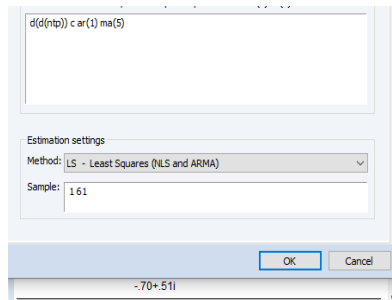 d(d(ntp)) c ar(1) ma(5)
Estimation settings
Method: LS - Least Squares (NLS and ARMA)
Sample: 1 61
OK Cancel
-.70+.51i